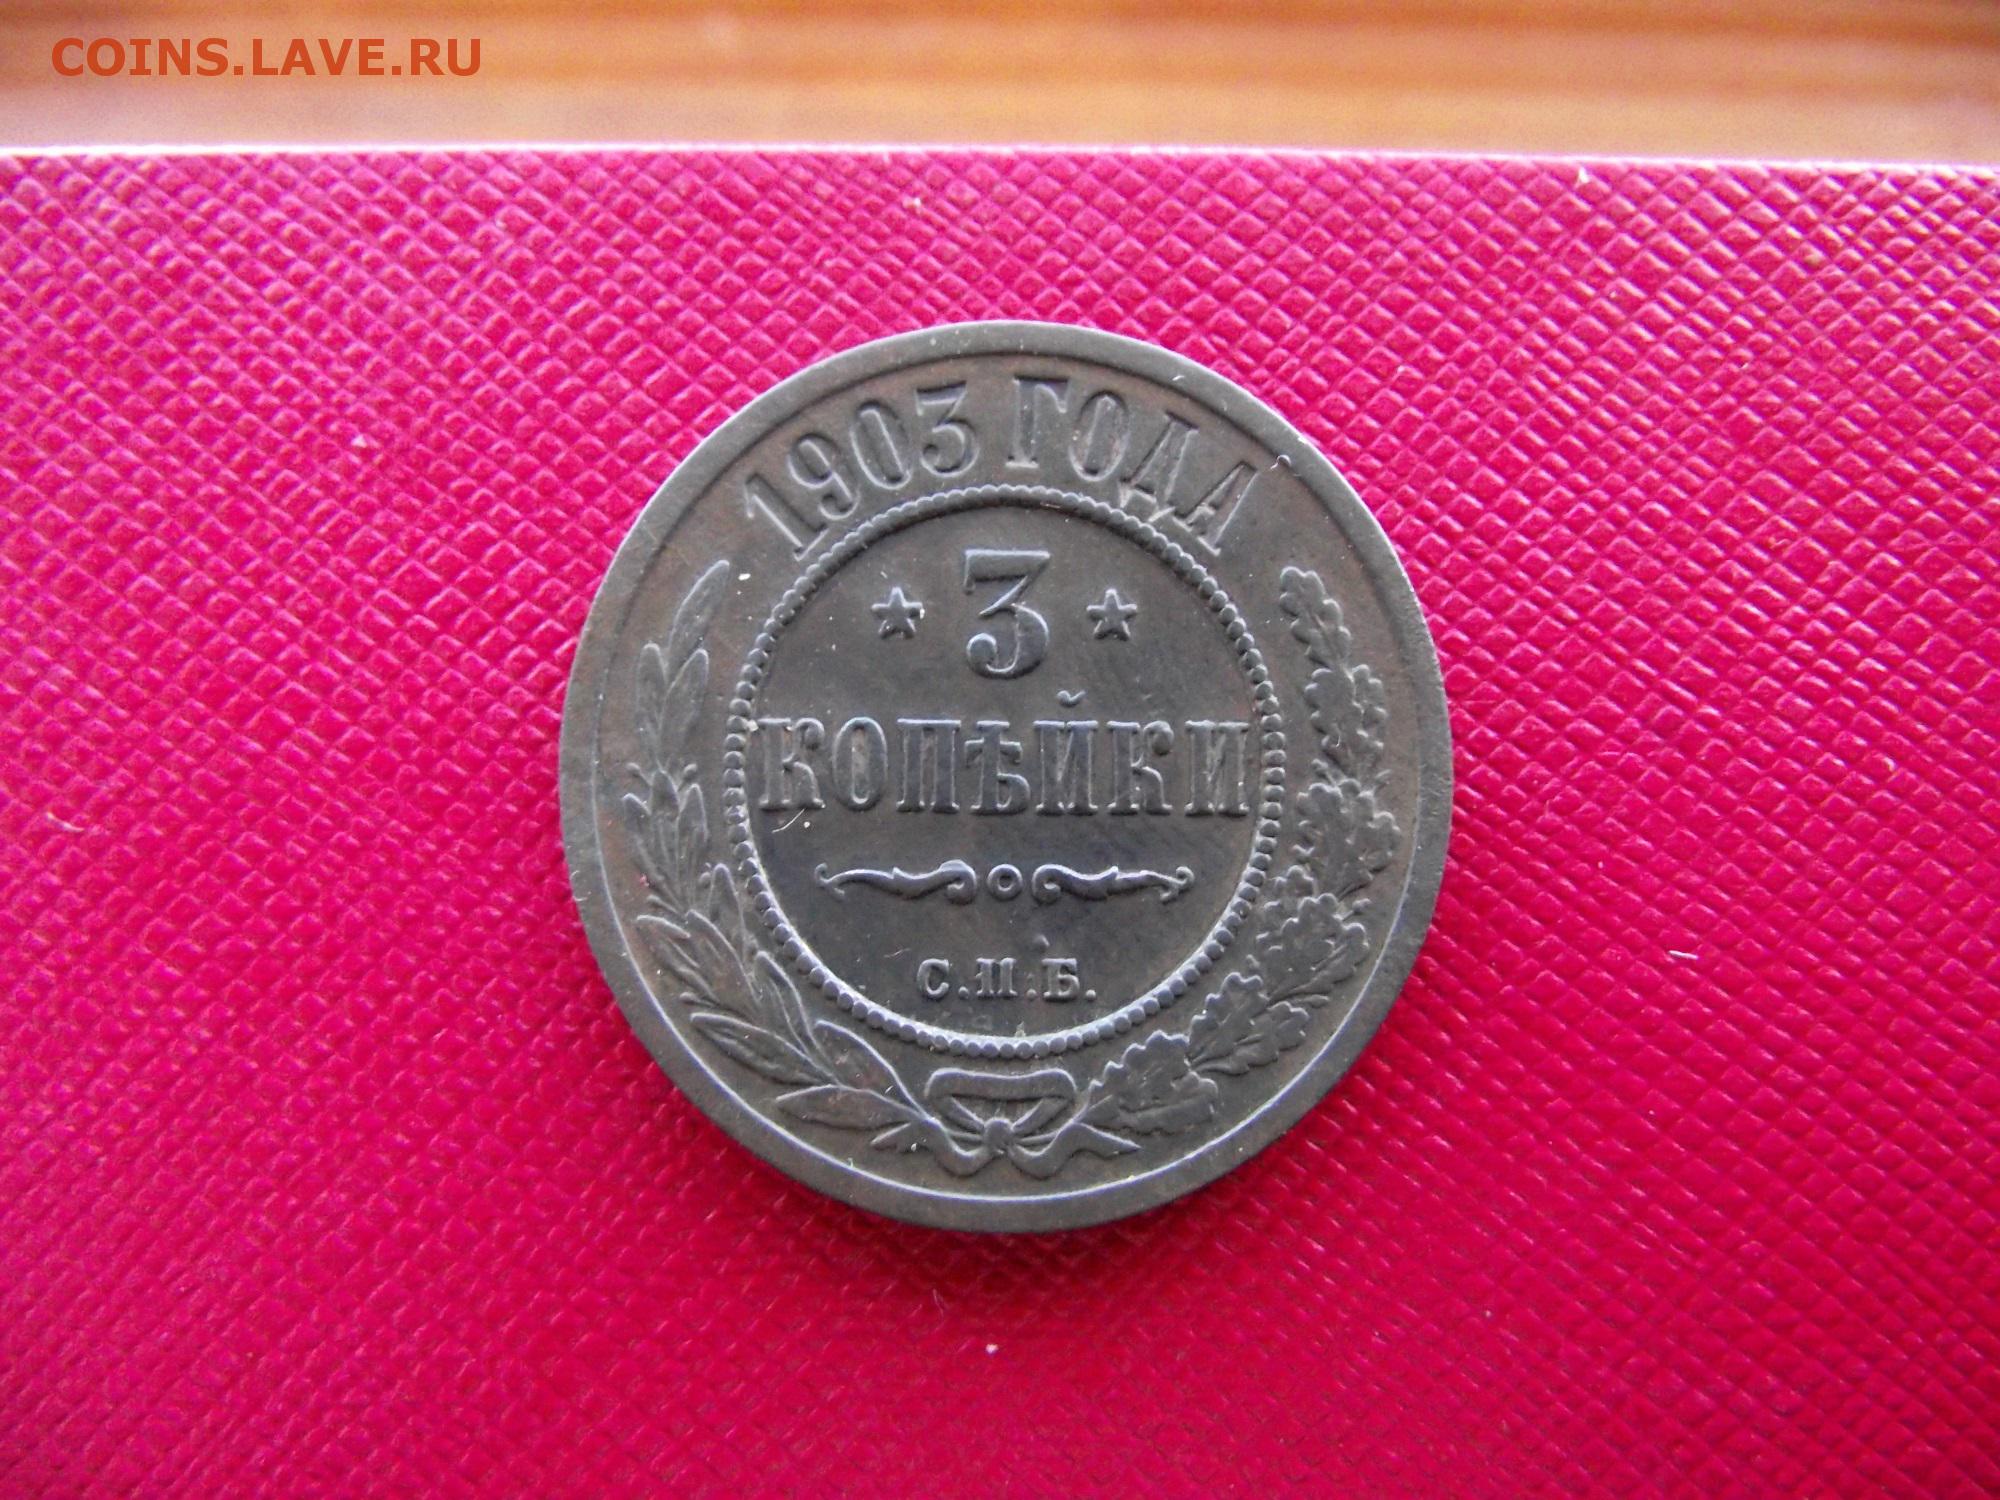 COINS.LAVE.RU
1903 ГОДА
3
КОПѢЙКИ
С.П.Б.